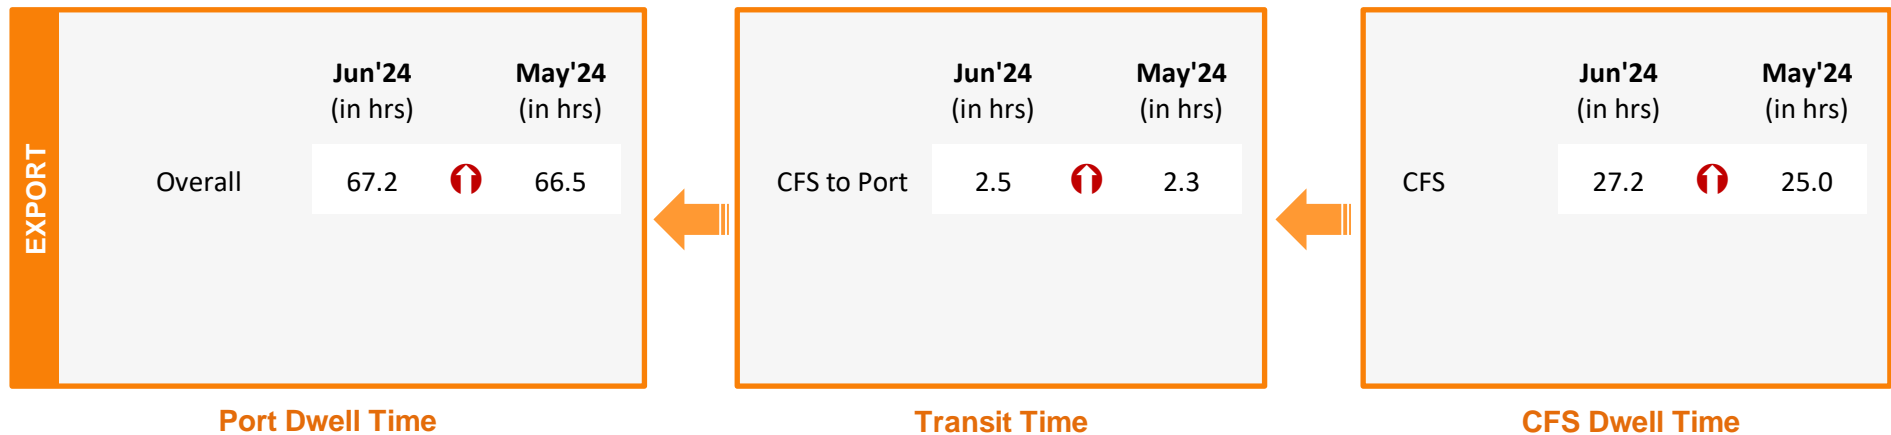 EXPORT
Jun'24 May'24
(in hrs) (in hrs)
Overall 67.2 66.5
Port Dwell Time
Jun'24 May'24
(in hrs) (in hrs)
CFS to Port 2.5 2.3
Transit Time
Jun'24 May'24
(in hrs) (in hrs)
CFS 27.2 25.0
CFS Dwell Time